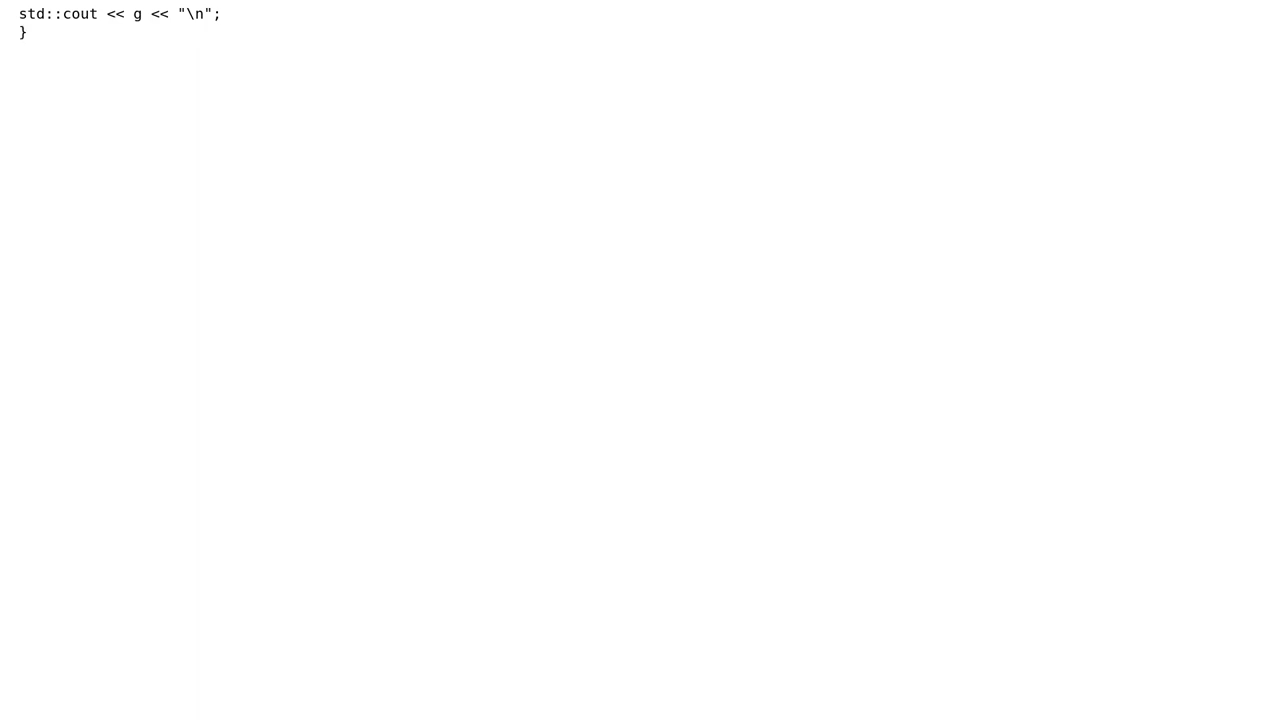 std::cout << g << "\n";
}